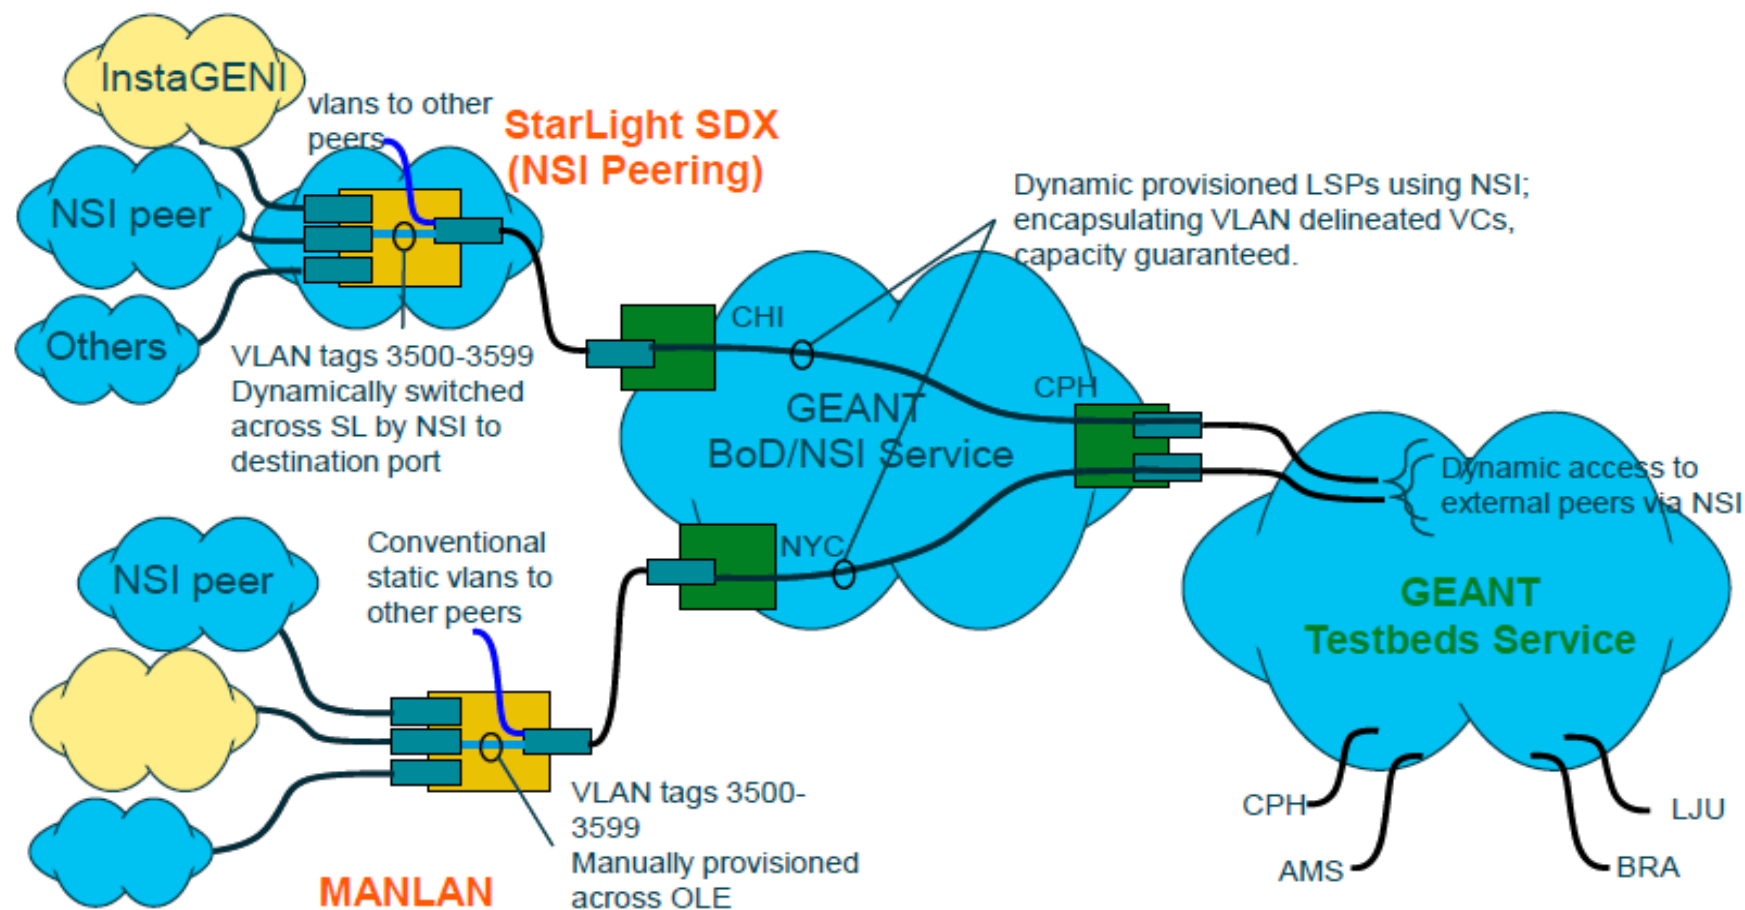 InstaGENI
vlans to other
peers
StarLight SDX
(NSI Peering)
NSI peer
Others
VLAN tags 3500-3599
Dynamically switched
across SL by NSI to
destination port
Dynamic provisioned LSPs using NSI;
encapsulating VLAN delineated VCs,
capacity guaranteed.
CHI
CPH
GEANT
BoD/NSI Service
NYC
Dynamic access to
external peers via NSI
GEANT
Testbeds Service
CPH
AMS
LJU
BRA
NSI peer
Conventional
static vlans to
other peers
VLAN tags 3500-
3599
Manually provisioned
across OLE
MANLAN